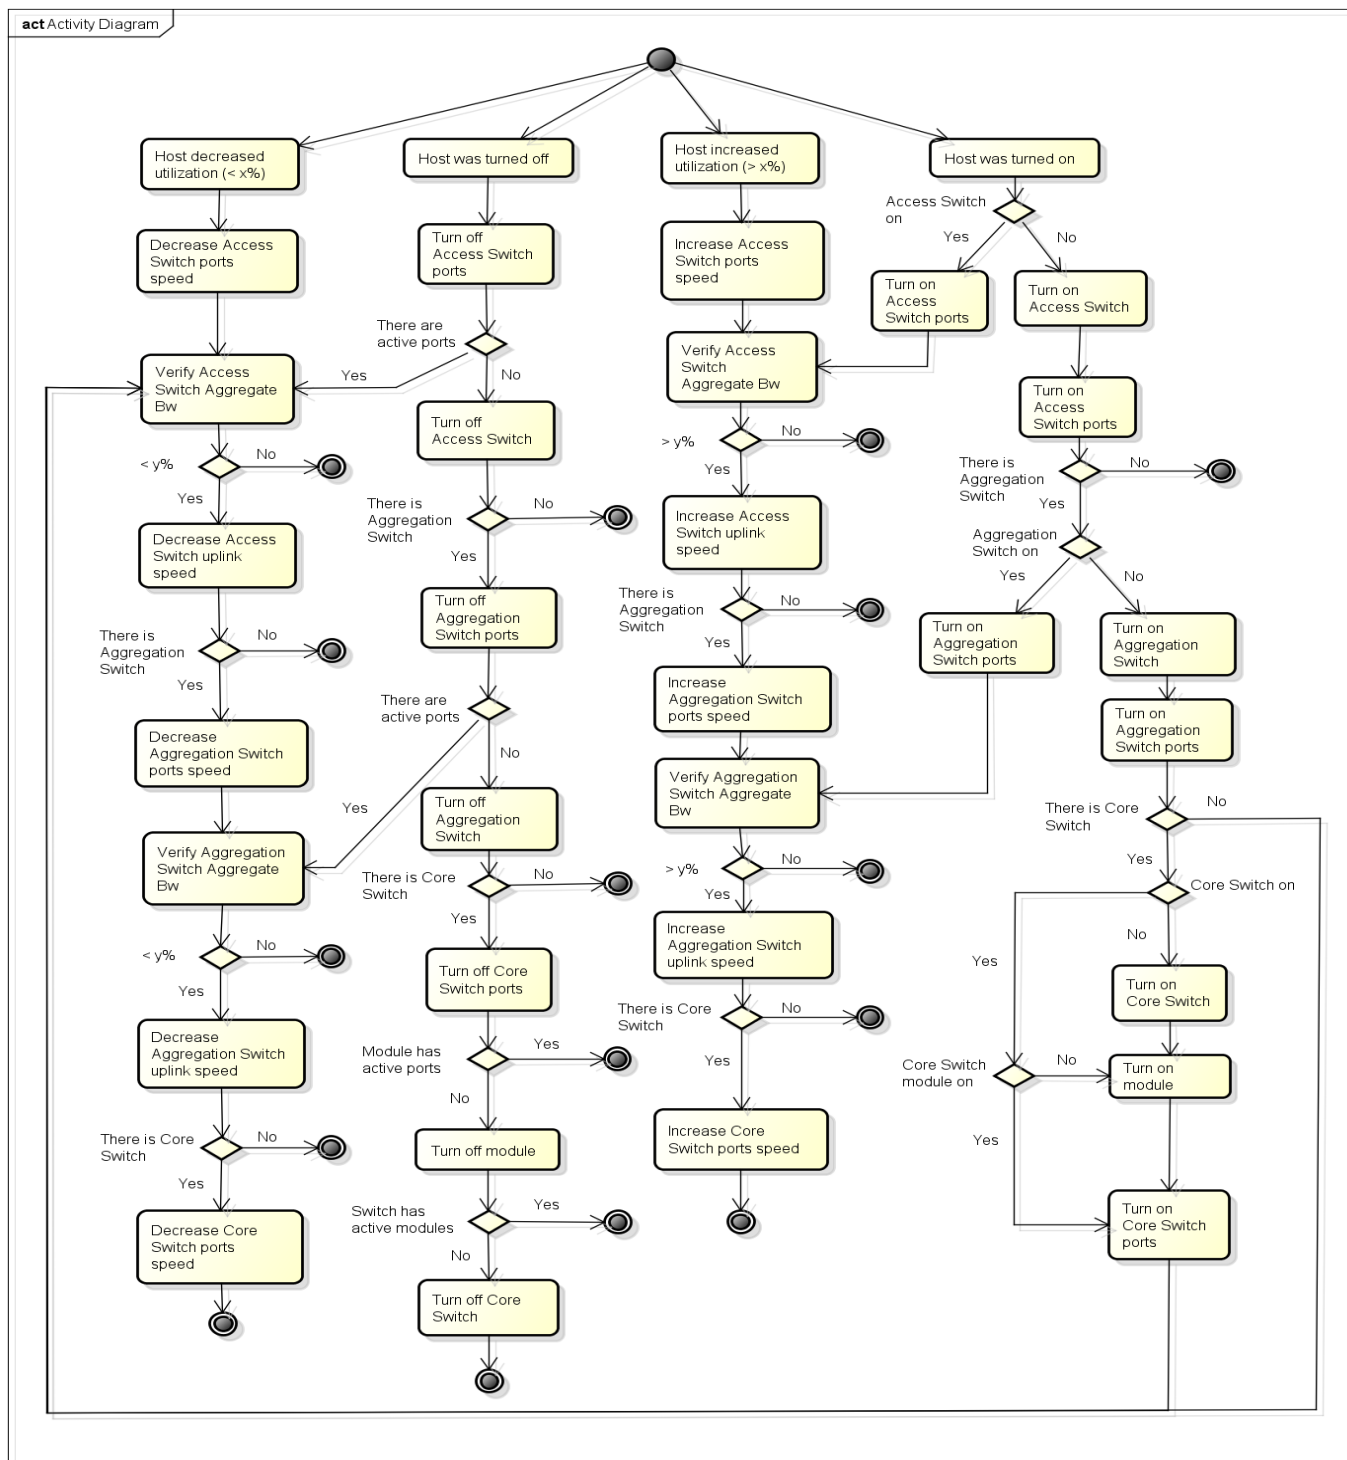 act Activity Diagram
Host decreased
utilization (< x%)
Decrease Access
Switch ports
speed
Verify Access
Switch Aggregate
Bw
< y%
No
Yes
Decrease Access
Switch uplink
speed
There is
Aggregation
Switch
No
Yes
Decrease
Aggregation Switch
ports speed
Verify Aggregation
Switch Aggregate
Bw
< y%
No
Yes
Decrease
Aggregation Switch
uplink speed
There is Core
Switch
No
Yes
Decrease Core
Switch ports
speed
Host was turned off
Turn off
Access Switch
ports
There are
active ports
Yes
No
Turn off
Access Switch
There is
Aggregation
Switch
No
Yes
Turn off
Aggregation
Switch ports
There are
active ports
No
Yes
Turn off
Aggregation
Switch
There is Core
Switch
No
Yes
Turn off Core
Switch ports
Module has
active ports
Yes
No
Turn off module
Switch has
active modules
Yes
No
Turn off Core
Switch
Host increased
utilization (> x%)
Increase Access
Switch ports
speed
Verify Access
Switch
Aggregate Bw
> y%
No
Yes
Increase Access
Switch uplink
speed
There is
Aggregation
Switch
No
Yes
Increase
Aggregation Switch
ports speed
Verify Aggregation
Switch Aggregate
Bw
> y%
No
Yes
Increase
Aggregation Switch
uplink speed
There is Core
Switch
No
Yes
Increase Core
Switch ports speed
Host was turned on
Access Switch
on
Yes
No
Turn on
Access
Switch ports
Turn on
Access Switch
Turn on
Access
Switch ports
There is
Aggregation
Switch
No
Yes
Aggregation
Switch on
Yes
No
Turn on
Aggregation
Switch ports
Turn on
Aggregation
Switch
Turn on
Aggregation
Switch ports
There is Core
Switch
No
Yes
Core Switch on
No
Yes
Turn on
Core Switch
Core Switch
module on
No
Turn on
module
Yes
Turn on
Core Switch
ports